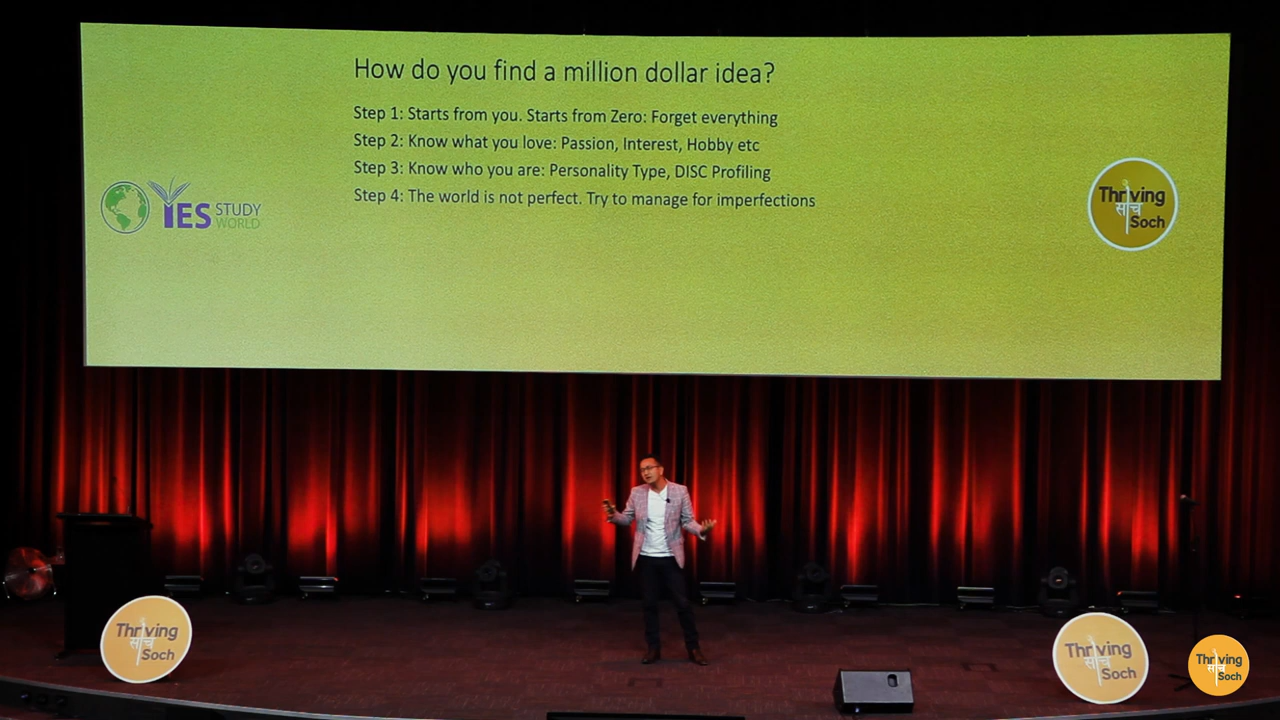 How do you find a million dollar idea?
Step 1: Starts from you. Starts from Zero: Forget everything
Step 2: Know what you love: Passion, Interest, Hobby etc
Step 3: Know who you are: Personality Type, DISC Profiling
Step 4: The world is not perfect. Try to manage for imperfections
YES STUDY
WORLD
Thriving
सोच
Soch
Thriving
सोच
Soch
Thriving
सोच
Soch
Thriving
सोच
Soch